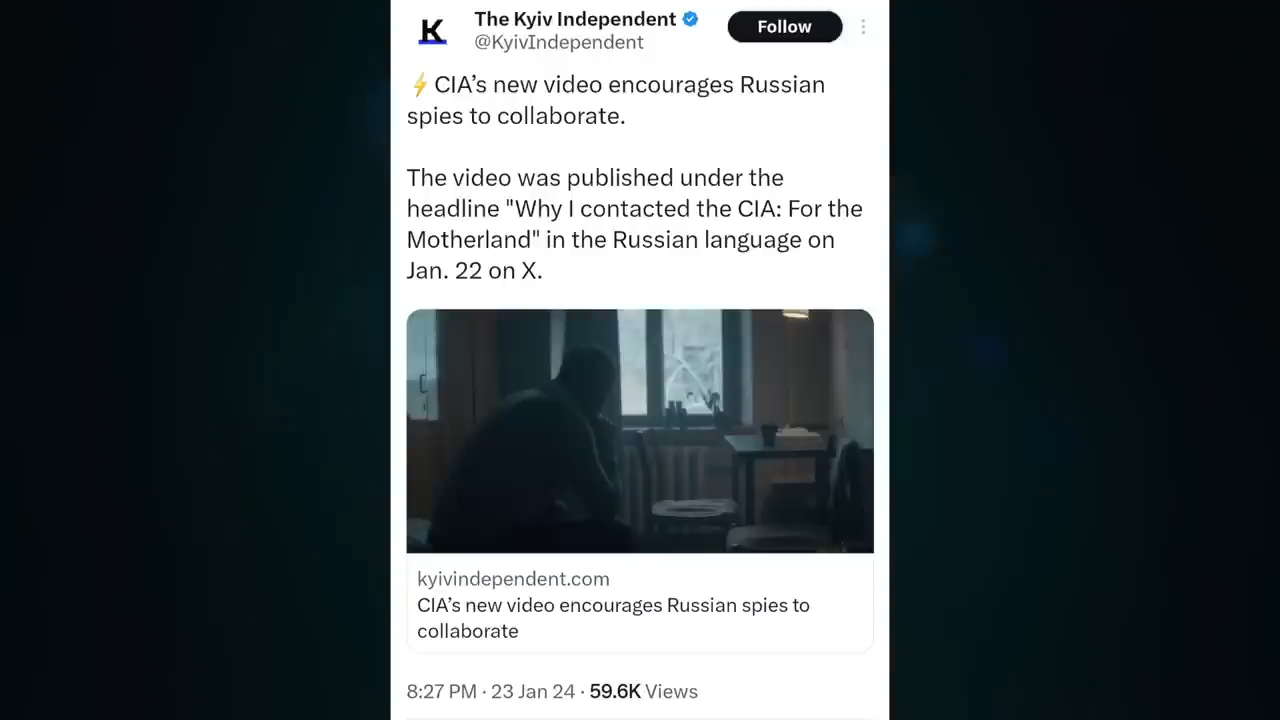 K
The Kyiv Independent
Follow
@KyivIndependent
⚡CIA’s new video encourages Russian
spies to collaborate.
The video was published under the
headline "Why I contacted the CIA: For the
Motherland" in the Russian language on
Jan. 22 on X.
kyivindependent.com
CIA’s new video encourages Russian spies to
collaborate
8:27 PM · 23 Jan 24 · 59.6K Views